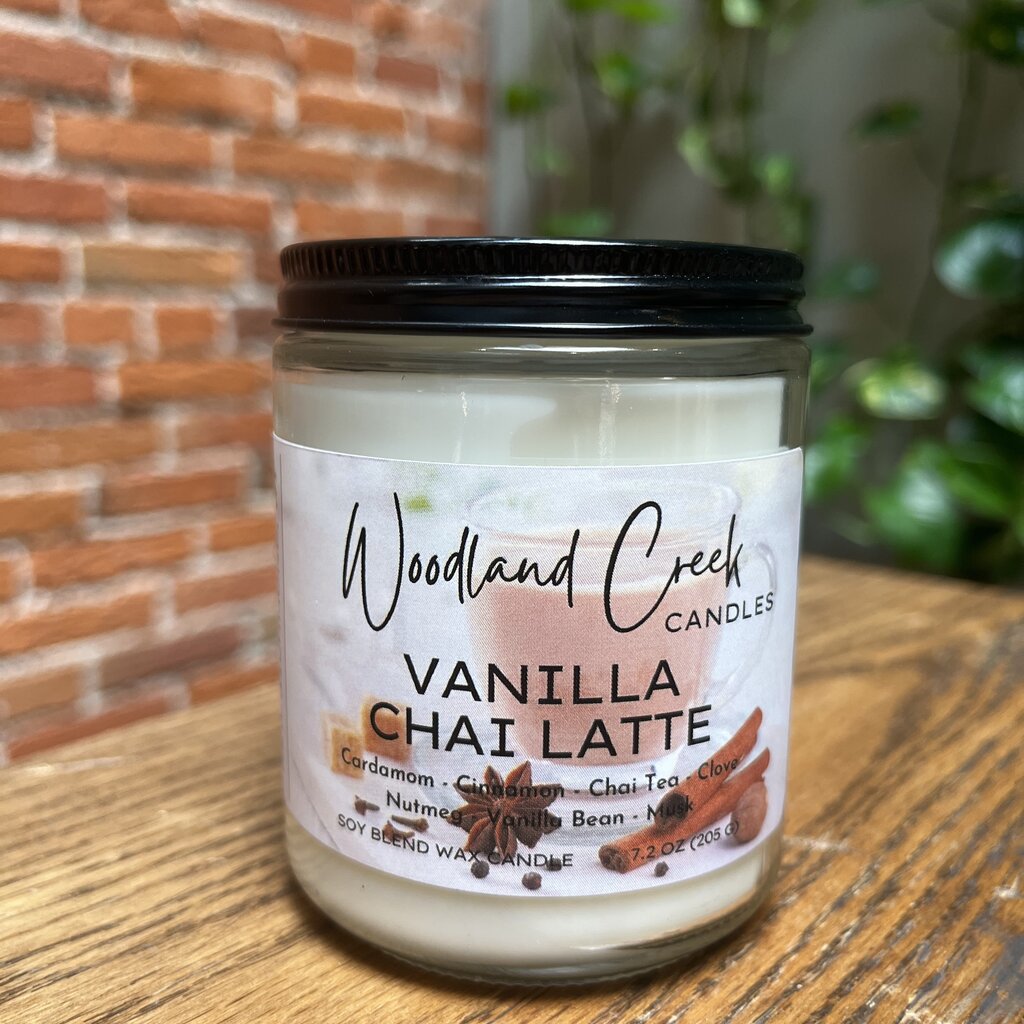 Woodland Creek
CANDLES
VANILLA
CHAI LATTE
Cardamom - Cinnamon - Chai Tea - Clove
Nutmeg - Vanilla Bean - Musk
SOY BLEND WAX CANDLE 7.2 OZ (205 G)